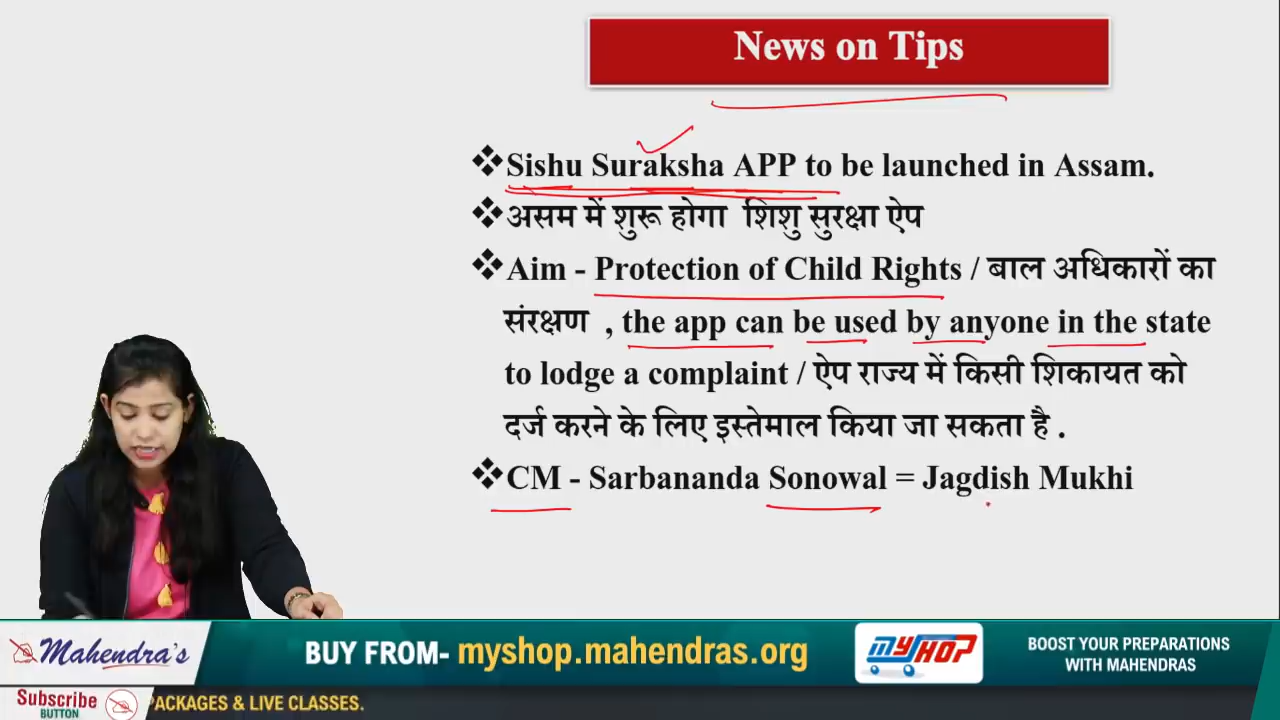 News on Tips
❖Sishu Suraksha APP to be launched in Assam.
❖असम में शुरू होगा शिशु सुरक्षा ऐप
❖Aim - Protection of Child Rights / बाल अधिकारों का
संरक्षण , the app can be used by anyone in the state
to lodge a complaint / ऐप राज्य में किसी शिकायत को
दर्ज करने के लिए इस्तेमाल किया जा सकता है .
❖CM - Sarbananda Sonowal = Jagdish Mukhi
Mahendra's
BUY FROM- myshop.mahendras.org
MYSHOP
BOOST YOUR PREPARATIONS
WITH MAHENDRAS
Subscribe
BUTTON
PACKAGES & LIVE CLASSES.